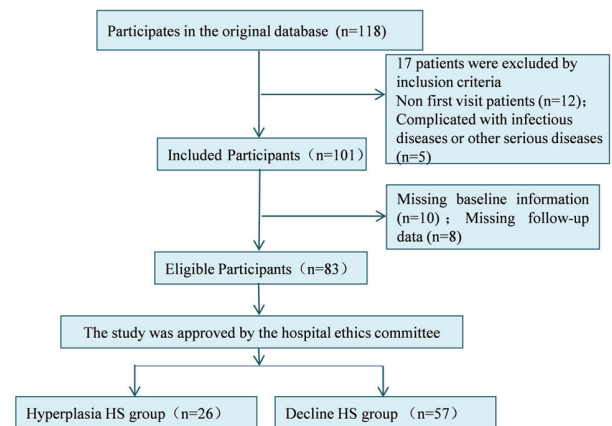 Participates in the original database (n=118)
17 patients were excluded by
inclusion criteria
Non first visit patients (n=12)；
Complicated with infectious
diseases or other serious diseases
(n=5)
Included Participants（n=101）
Missing baseline information
(n=10)； Missing follow-up
data (n=8)
Eligible Participants（n=83）
The study was approved by the hospital ethics committee
Hyperplasia HS group（n=26）
Decline HS group （n=57）